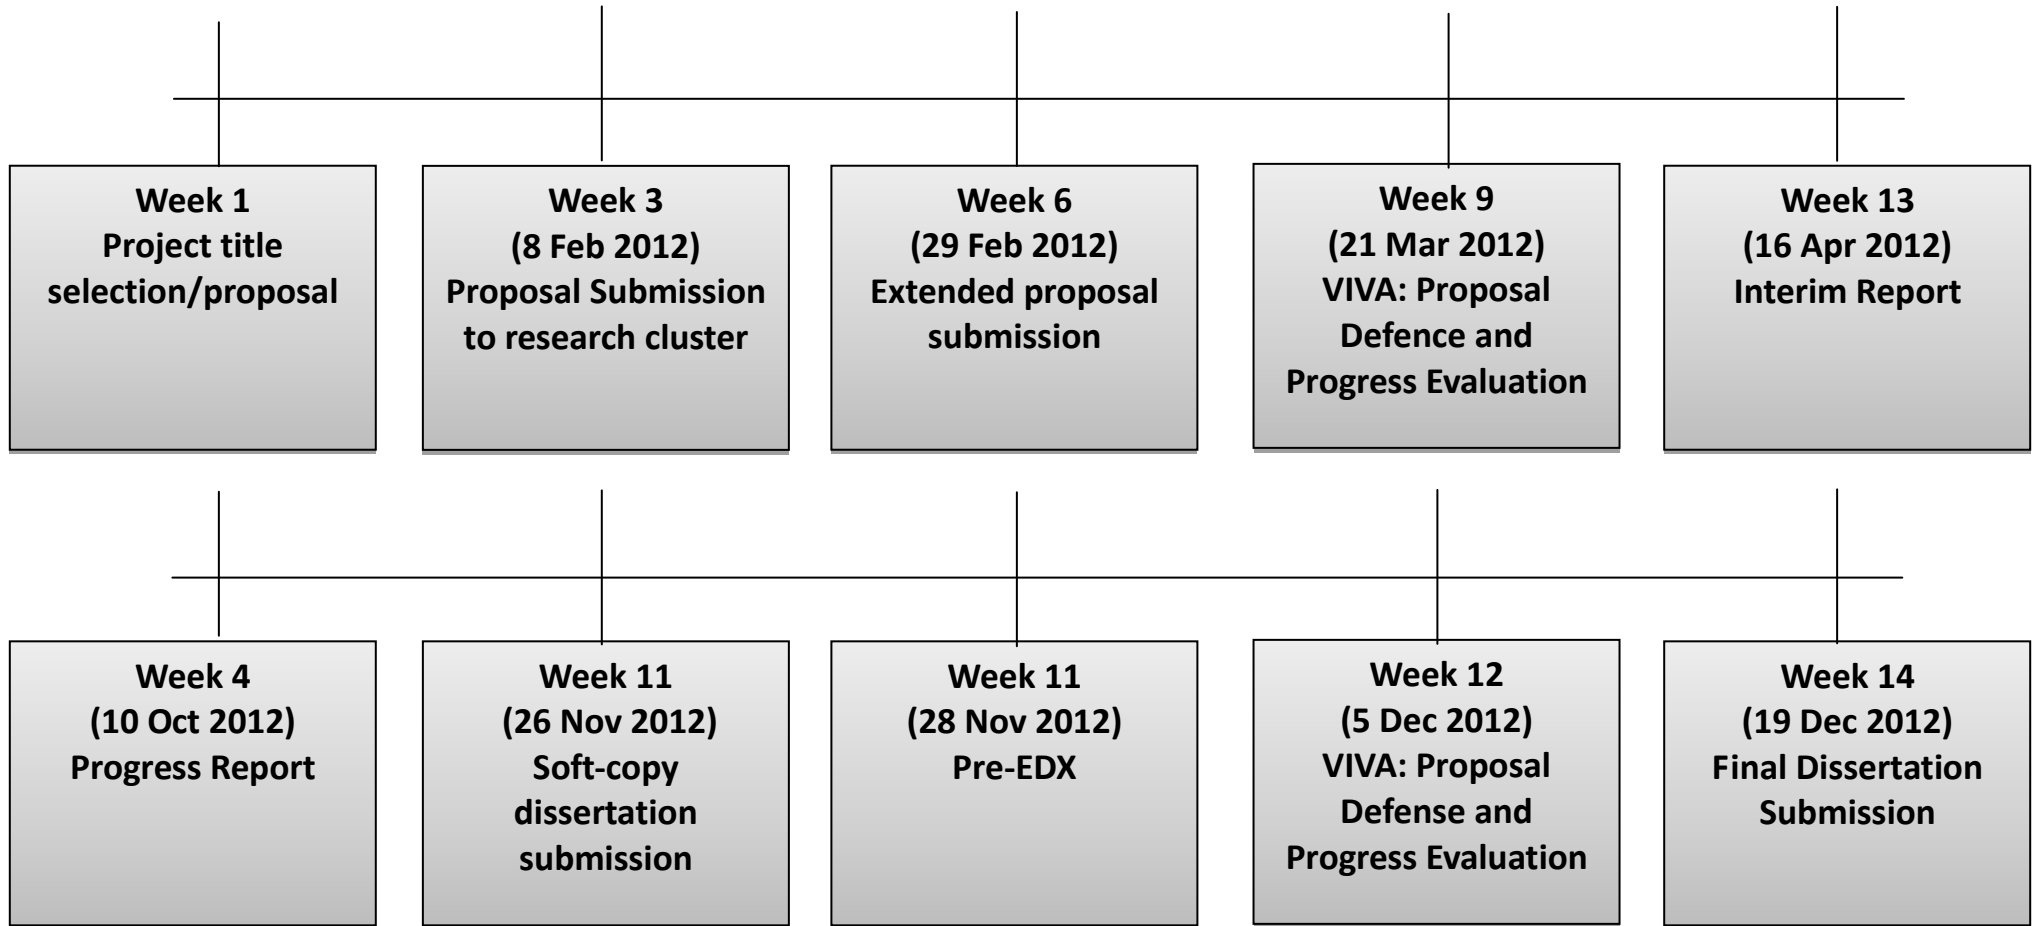 Week 1
Project title
selection/proposal
Week 3
(8 Feb 2012)
Proposal Submission
to research cluster
Week 6
(29 Feb 2012)
Extended proposal
submission
Week 9
(21 Mar 2012)
VIVA: Proposal
Defence and
Progress Evaluation
Week 13
(16 Apr 2012)
Interim Report
Week 4
(10 Oct 2012)
Progress Report
Week 11
(26 Nov 2012)
Soft-copy
dissertation
submission
Week 11
(28 Nov 2012)
Pre-EDX
Week 12
(5 Dec 2012)
VIVA: Proposal
Defense and
Progress Evaluation
Week 14
(19 Dec 2012)
Final Dissertation
Submission